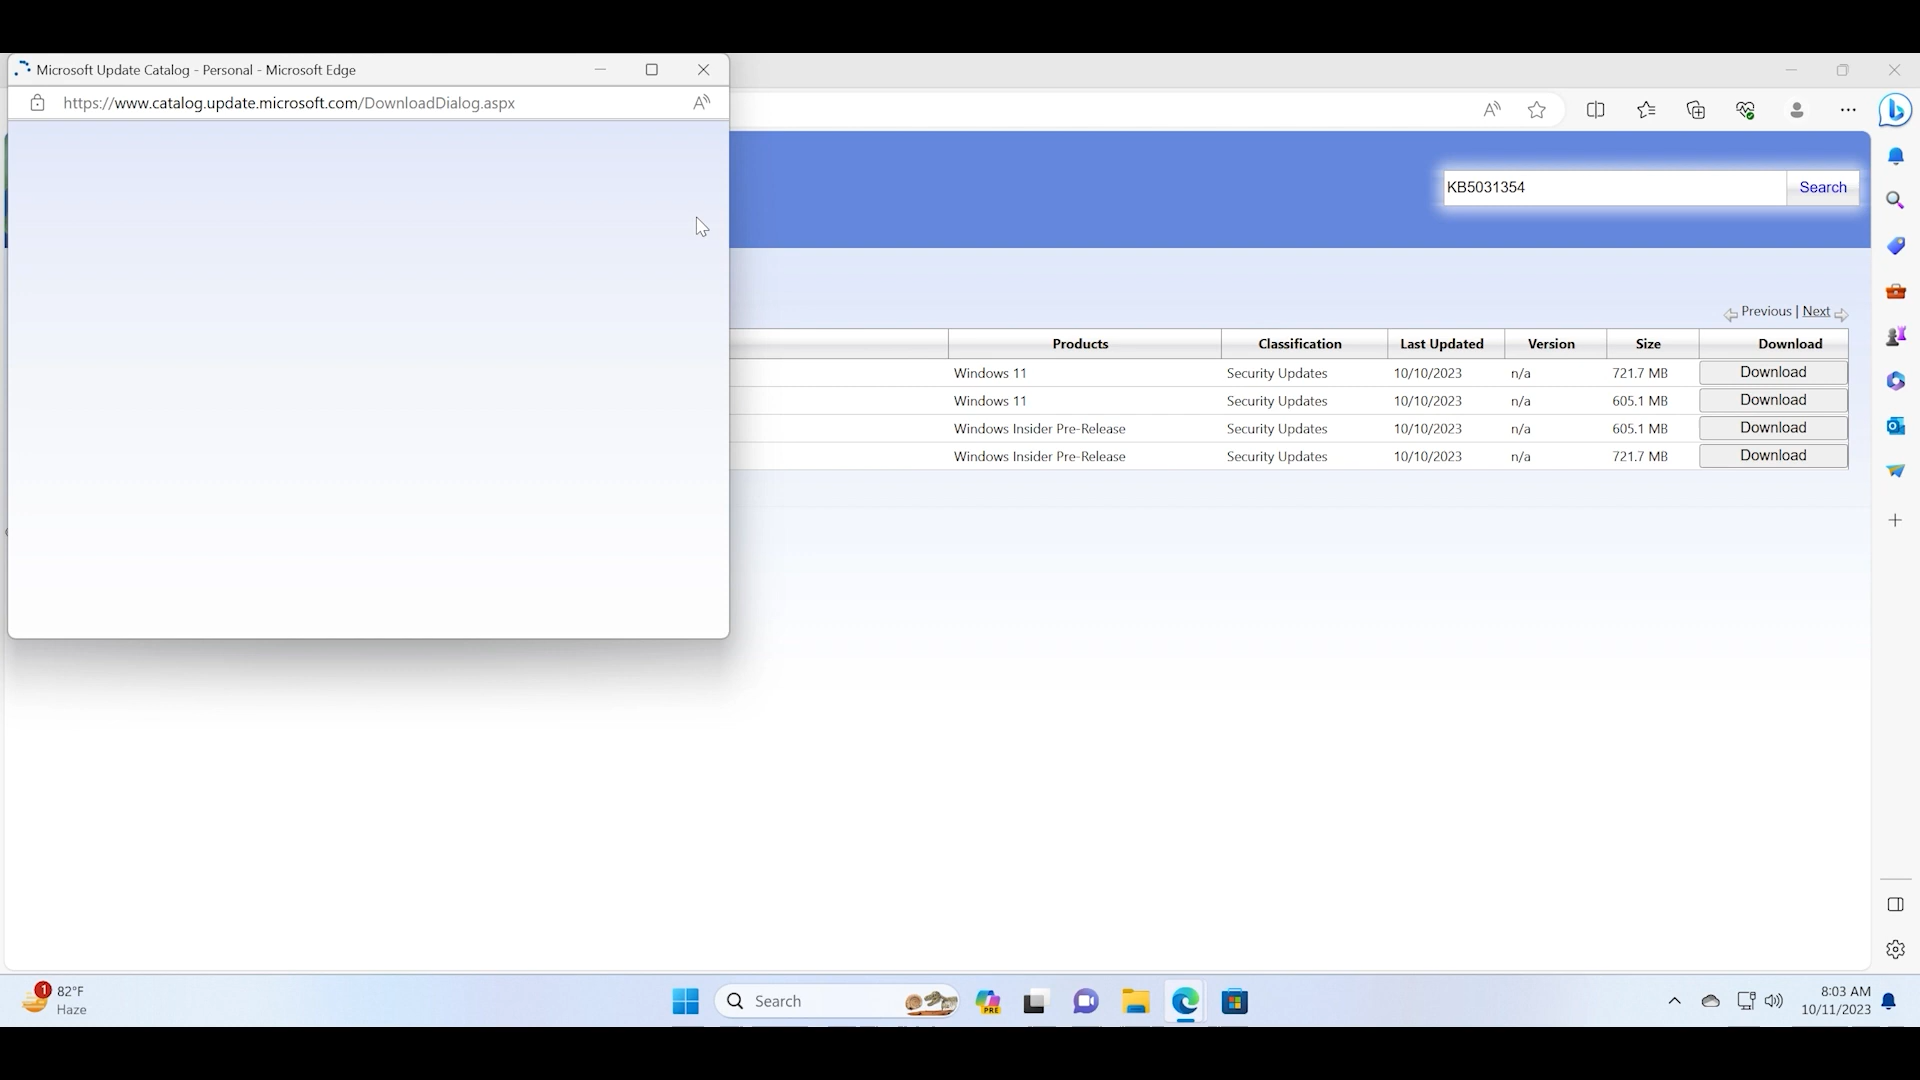 Microsoft Update Catalog - Personal - Microsoft Edge
https://www.catalog.update.microsoft.com/DownloadDialog.aspx
KB5031354 Search
Previous | Next
Products Classification Last Updated Version Size Download
Windows 11 Security Updates 10/10/2023 n/a 721.7 MB Download
Windows 11 Security Updates 10/10/2023 n/a 605.1 MB Download
Windows Insider Pre-Release Security Updates 10/10/2023 n/a 605.1 MB Download
Windows Insider Pre-Release Security Updates 10/10/2023 n/a 721.7 MB Download
1 82°F
Haze
Search
PRE
8:03 AM
10/11/2023